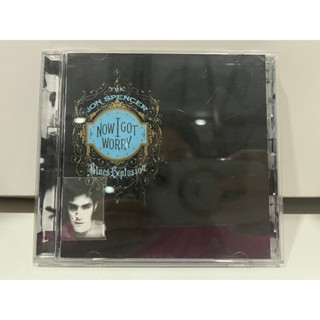 THE
JON SPENCER
NOW I GOT
WORRY
Blues Explosion